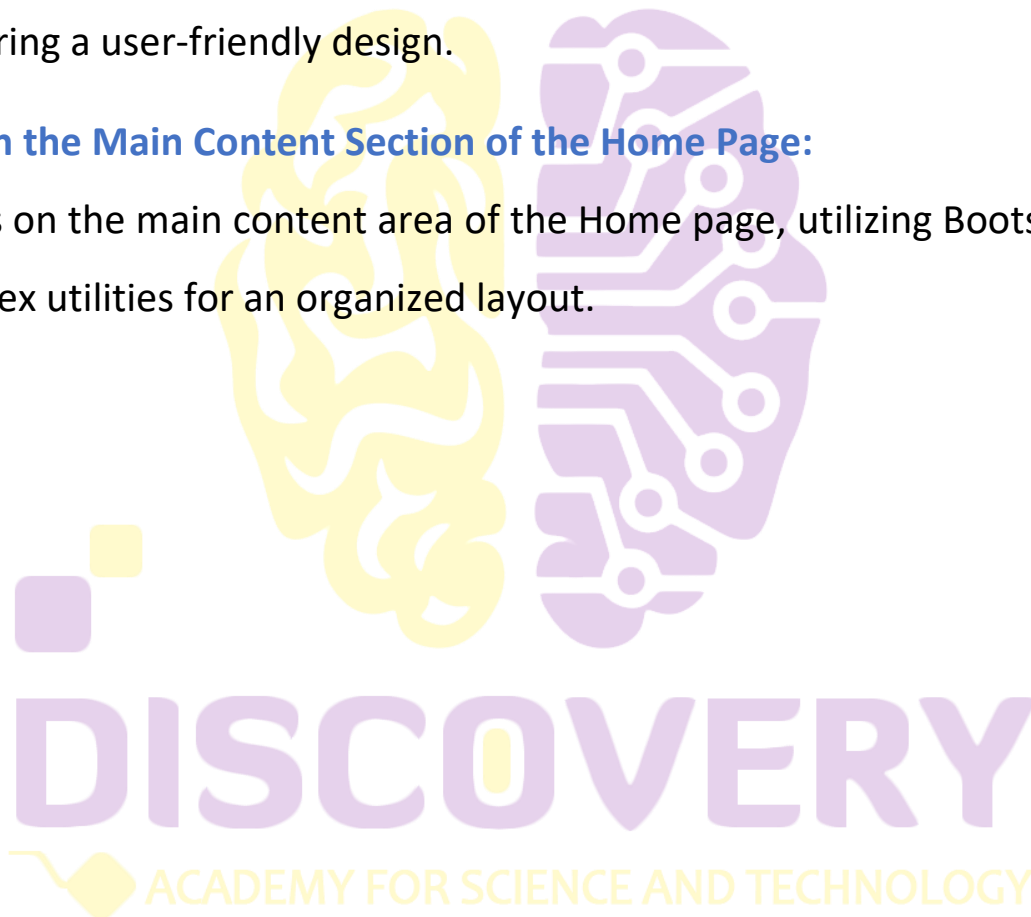 ring a user-friendly design.
n the Main Content Section of the Home Page:
s on the main content area of the Home page, utilizing Boots
ex utilities for an organized layout.
DISCOVERY
ACADEMY FOR SCIENCE AND TECHNOLOGY